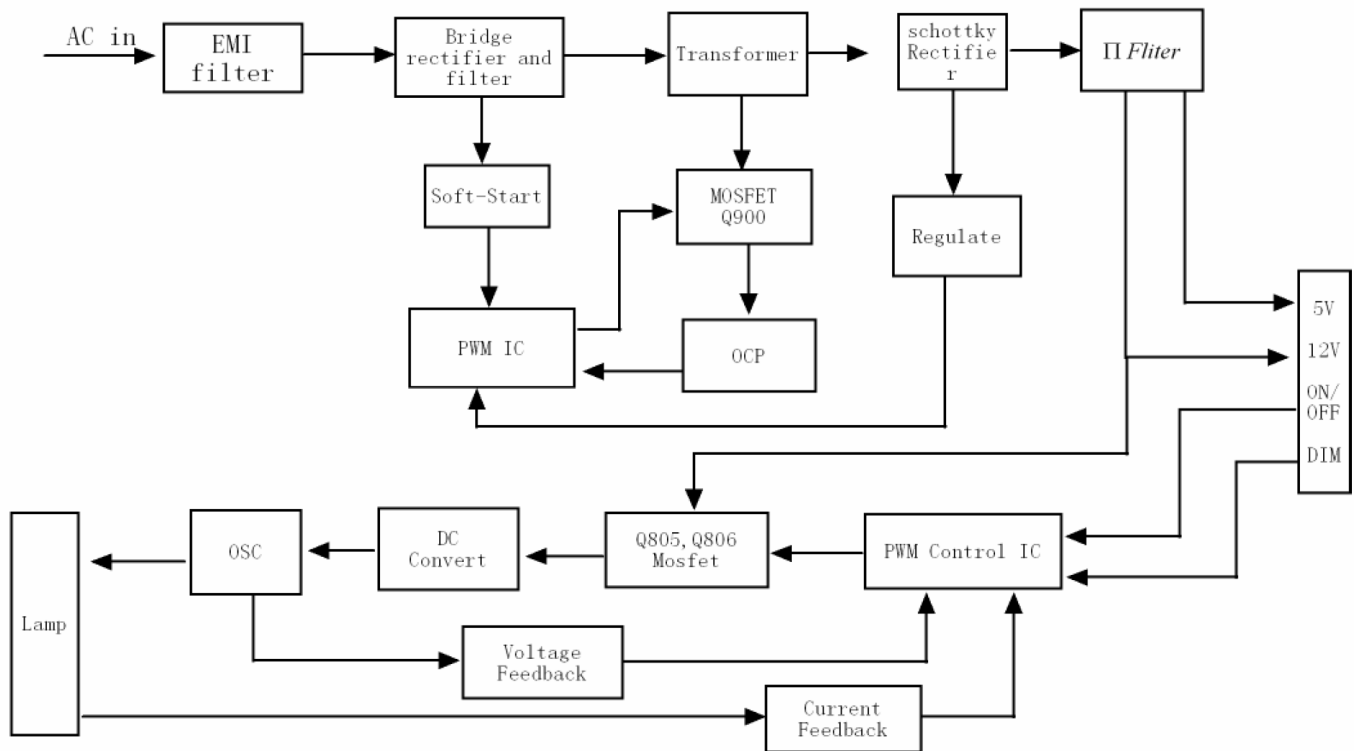 AC in
EMI
filter
Bridge
rectifier and
filter
Transformer
schottky
Rectifie
r
Π Fliter
Soft-Start
MOSFET
Q900
Regulate
PWM IC
OCP
5V
12V
ON/
OFF
DIM
Lamp
OSC
DC
Convert
Q805,Q806
Mosfet
PWM Control IC
Voltage
Feedback
Current
Feedback